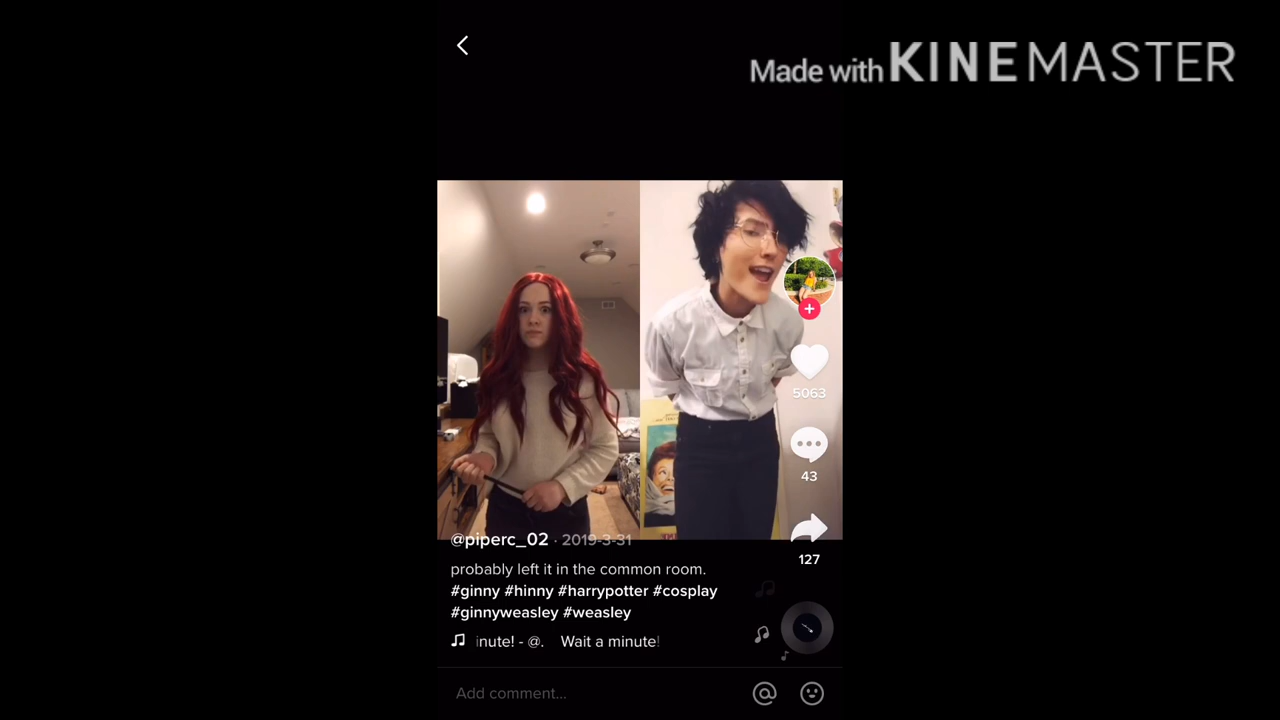 Made with KINEMASTER
5063
43
127
@piperc_02 · 2019-3-31
probably left it in the common room.
#ginny #hinny #harrypotter #cosplay
#ginnyweasley #weasley
inute! - @. Wait a minute!
Add comment...